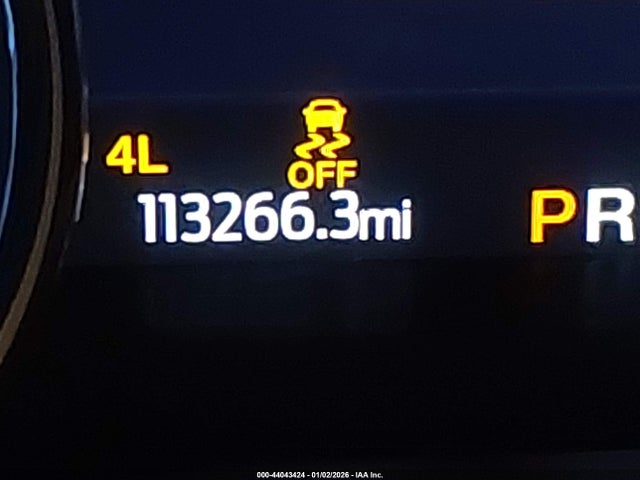 4L
OFF
113266.3mi
PR
000-44043424 - 01/02/2026 - IAA Inc.